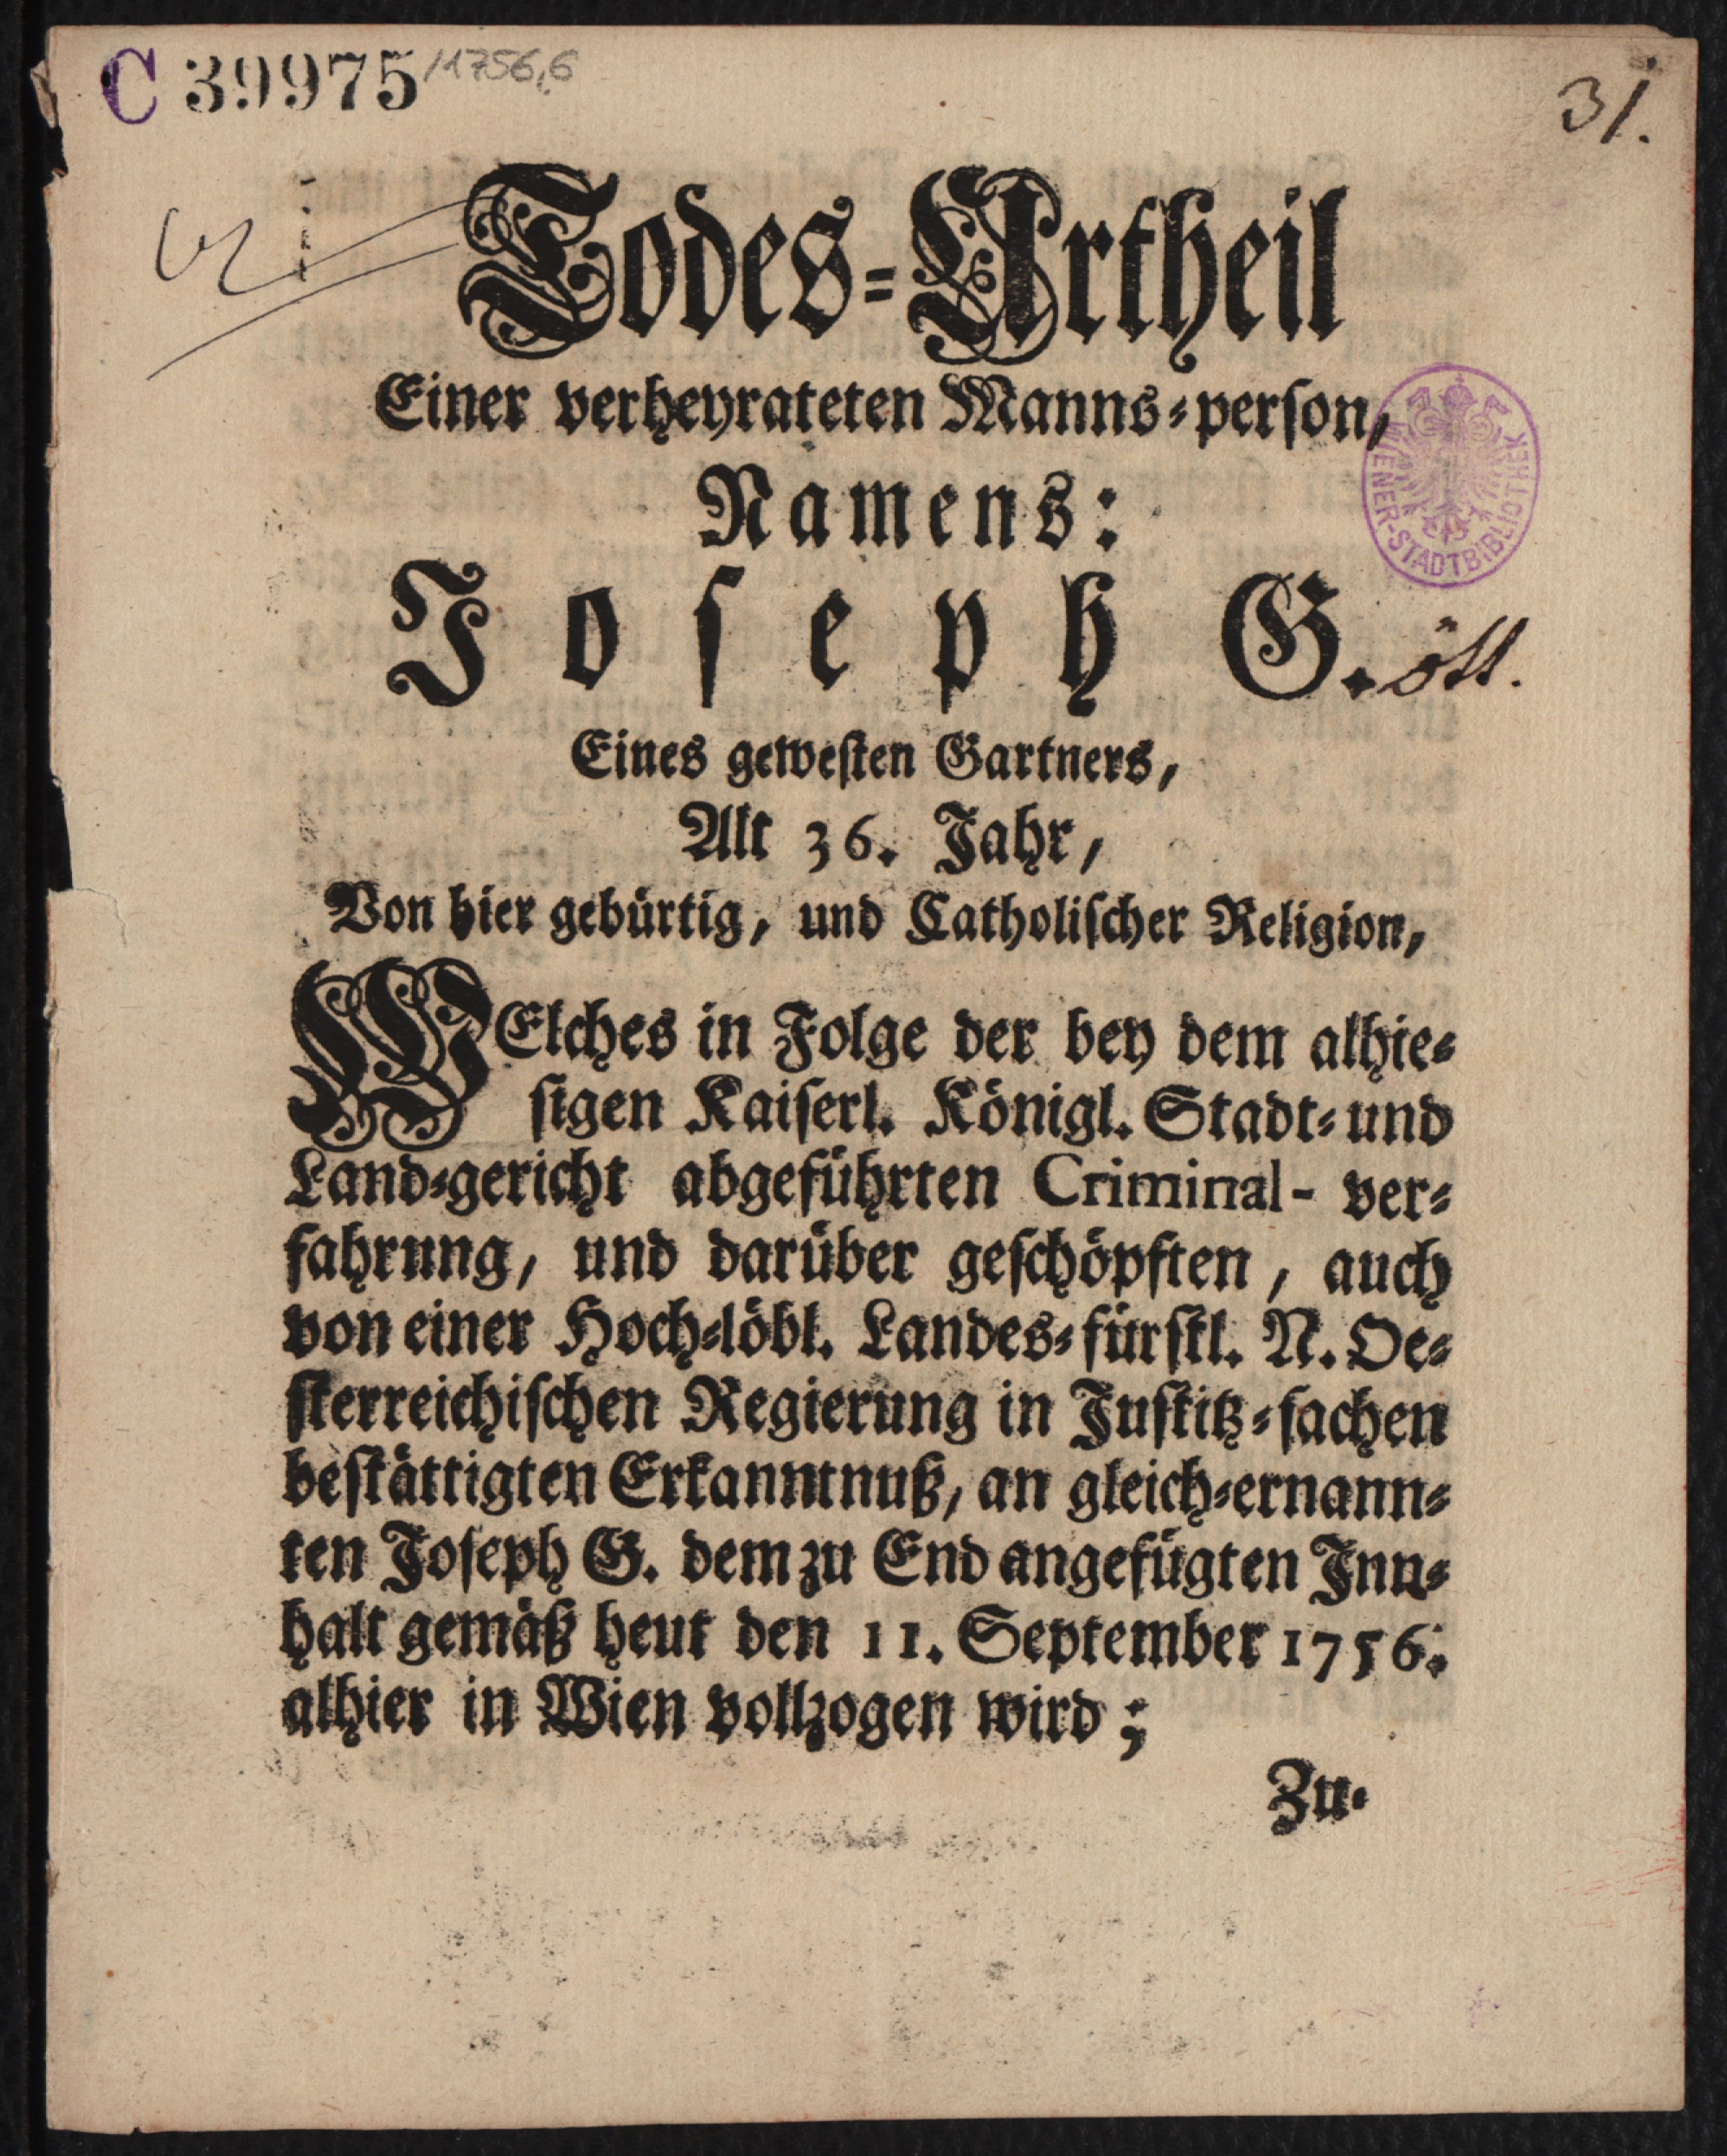 C 39975 /1756,6
31.
Todes-Urtheil
Einer verheyrateten Manns-person,
Namens:
Joseph G. ött.
Eines gewesten Gartners,
Alt 36. Jahr,
Von hier gebürtig, und Catholischer Religion,
WElches in Folge der bey dem alhie-
sigen Kaiserl. Königl. Stadt- und
Land-gericht abgeführten Criminal- ver-
fahrung, und darüber geschöpften, auch
von einer Hoch-löbl. Landes-fürstl. N. Oe-
sterreichischen Regierung in Justitz-sachen
bestättigten Erkanntnuß, an gleich-ernann-
ten Joseph G. dem zu End angefügten Inn-
halt gemäß heut den 11. September 1756.
alhier in Wien vollzogen wird;
Zu-
WIENER-STADTBIBLIOTHEK